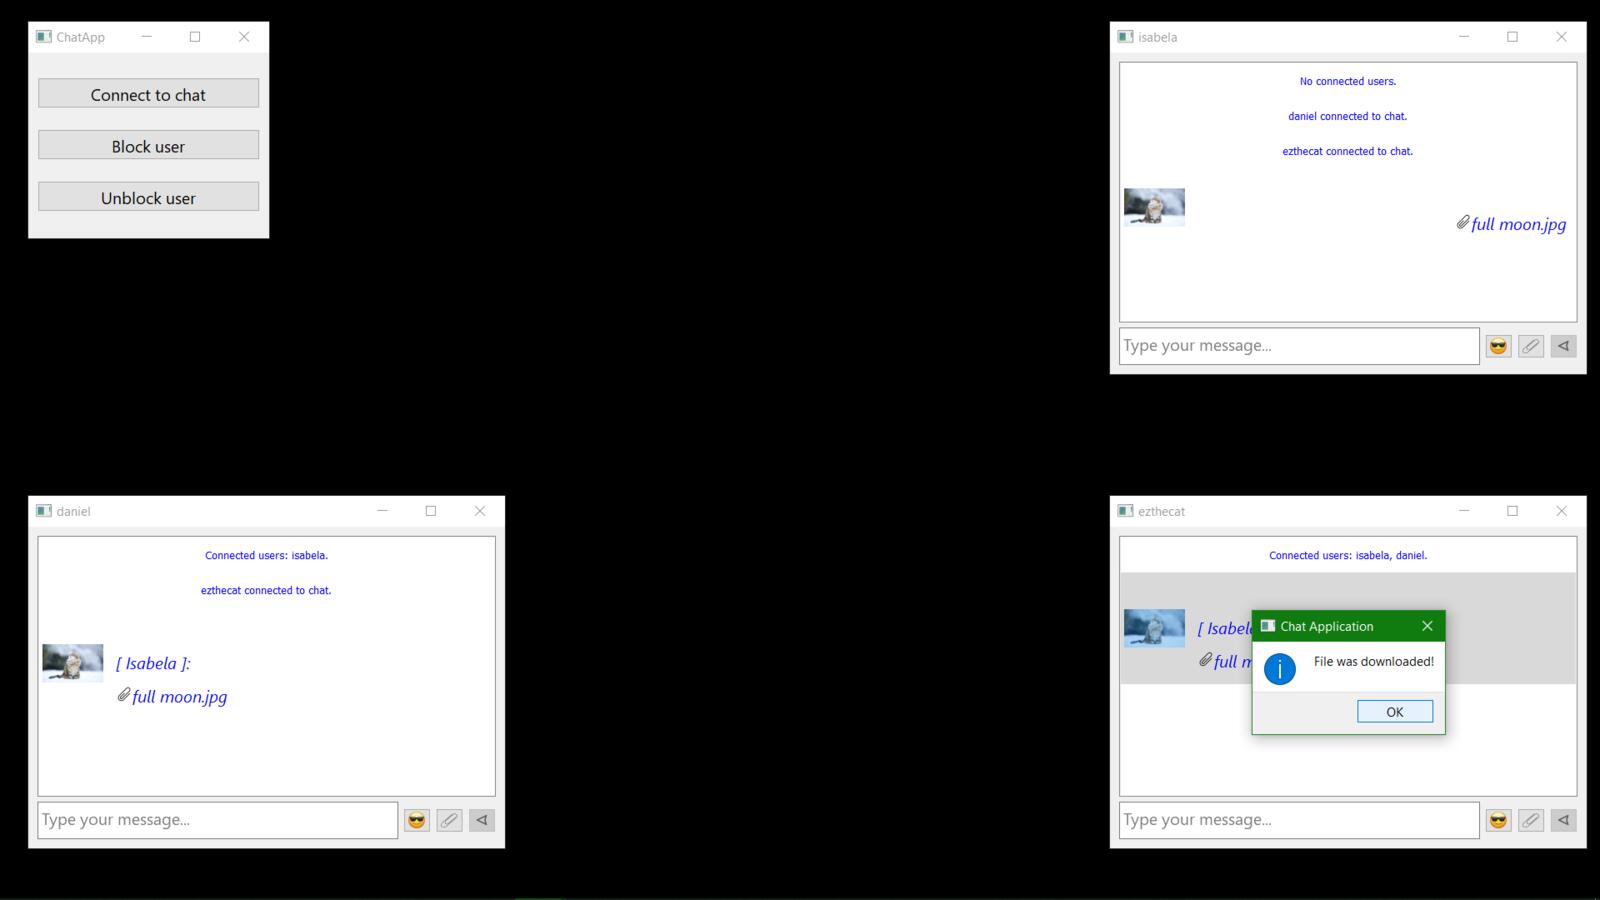 ChatApp
Connect to chat
Block user
Unblock user
isabela
No connected users.
daniel connected to chat.
ezthecat connected to chat.
full moon.jpg
Type your message...
daniel
Connected users: isabela.
ezthecat connected to chat.
[ Isabela ]:
full moon.jpg
Type your message...
ezthecat
Connected users: isabela, daniel.
[ Isabel
full m
Chat Application
File was downloaded!
OK
Type your message...